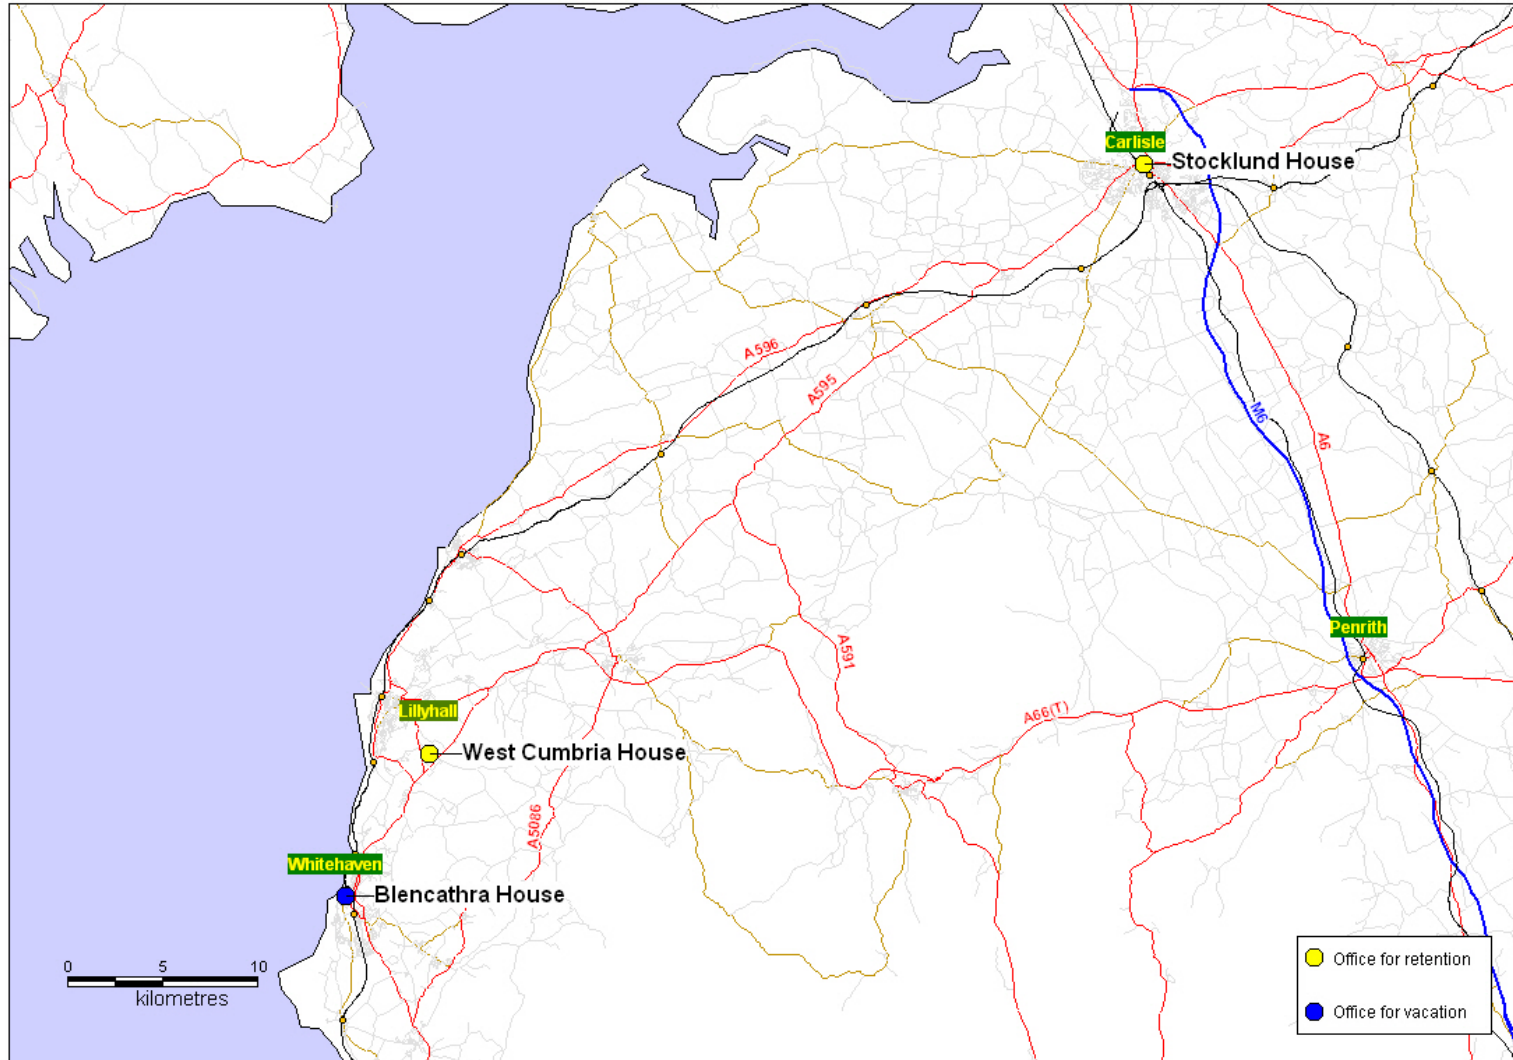 Carlisle
Stocklund House
A596
A595
M6
A6
Penrith
A591
A66(T)
Lillyhall
West Cumbria House
A5086
Whitehaven
Blencathra House
0 5 10
kilometres
Office for retention
Office for vacation